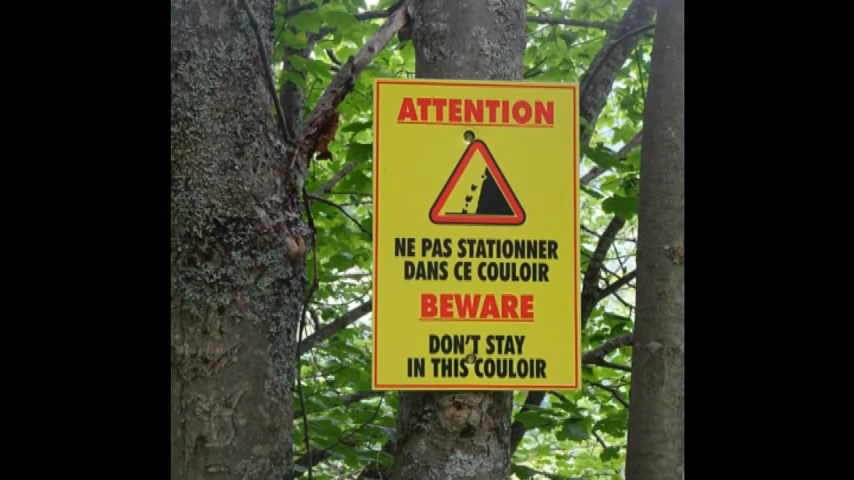 ATTENTION
NE PAS STATIONNER
DANS CE COULOIR
BEWARE
DON'T STAY
IN THIS COULOIR